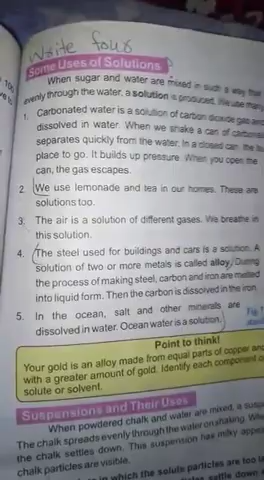 write four
Some Uses of Solutions
When sugar and water are mixed in such a way that
evenly through the water, a solution is produced. We use many
1. Carbonated water is a solution of carbon dioxide gas
dissolved in water. When we shake a can of
separates quickly from the water. In a closed can, the
place to go. It builds up pressure. When you open the
can, the gas escapes.
2. We use lemonade and tea in our homes. These are
solutions too.
3. The air is a solution of different gases. We breathe in
this solution.
4. The steel used for buildings and cars is a solution. A
solution of two or more metals is called alloy. During
the process of making steel, carbon and iron are melted
into liquid form. Then the carbon is dissolved in the iron.
5. In the ocean, salt and other minerals are
dissolved in water. Ocean water is a solution.
Point to think!
Your gold is an alloy made from equal parts of copper and
with a greater amount of gold. Identify each component
solute or solvent.
Suspensions and Their Uses
When powdered chalk and water are mixed, a
The chalk spreads evenly through the water on shaking.
the chalk settles down. This suspension has milky
chalk particles are visible.
in which the solute particles are too
settle down